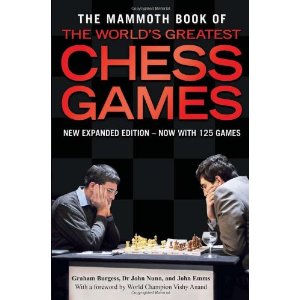 THE MAMMOTH BOOK OF
THE WORLD'S GREATEST
CHESS
GAMES
NEW EXPANDED EDITION – NOW WITH 125 GAMES
Graham Burgess, Dr John Nunn, and John Emms
With a foreword by World Champion Vishy Anand